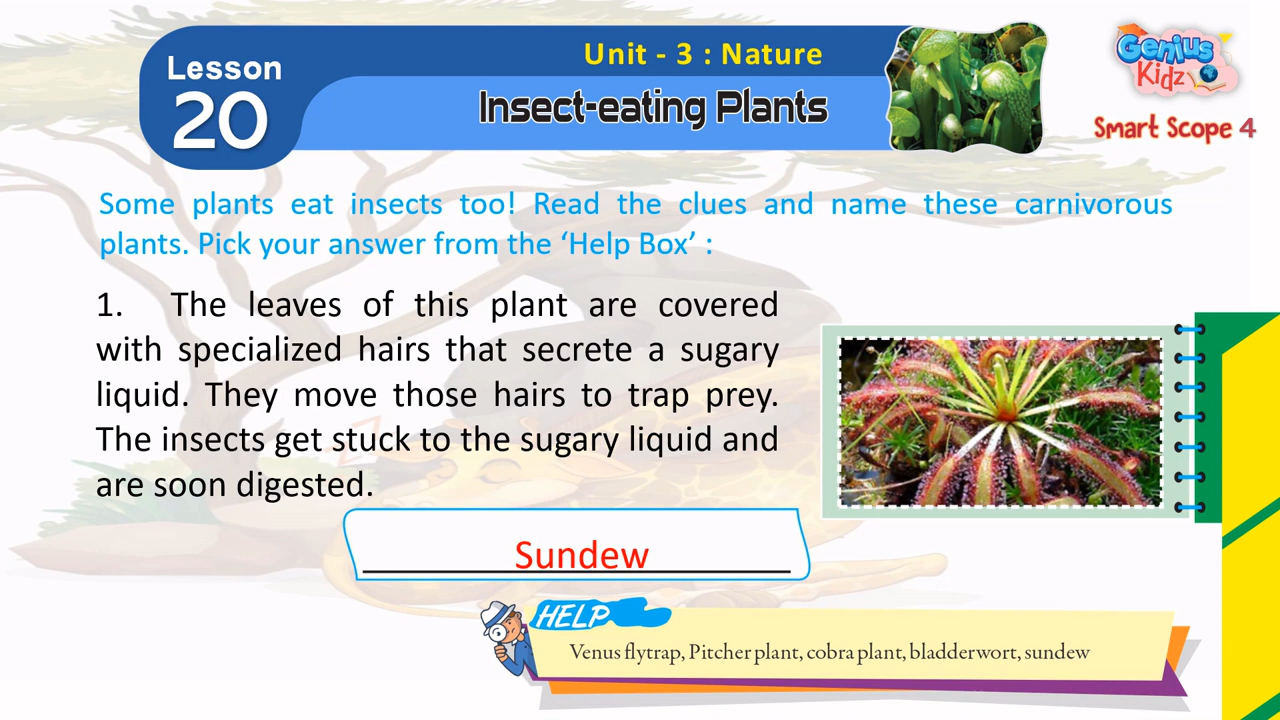 Lesson
20
Unit - 3 : Nature
Insect-eating Plants
Genius
Kidz
Smart Scope 4
Some plants eat insects too! Read the clues and name these carnivorous
plants. Pick your answer from the ‘Help Box’ :
1. The leaves of this plant are covered
with specialized hairs that secrete a sugary
liquid. They move those hairs to trap prey.
The insects get stuck to the sugary liquid and
are soon digested.
Sundew
HELP
Venus flytrap, Pitcher plant, cobra plant, bladderwort, sundew